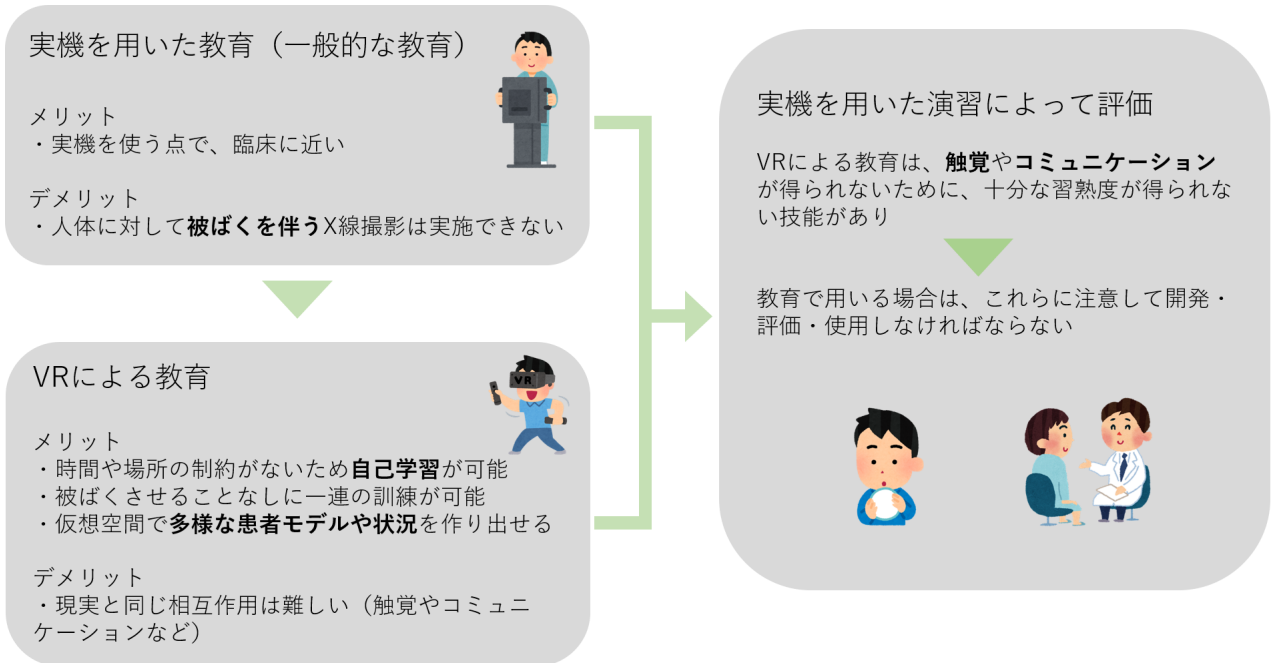 実機を用いた教育（一般的な教育）
メリット
・実機を使う点で、臨床に近い
デメリット
・人体に対して被ばくを伴うX線撮影は実施できない
VRによる教育
VR
メリット
・時間や場所の制約がないため自己学習が可能
・被ばくさせることなしに一連の訓練が可能
・仮想空間で多様な患者モデルや状況を作り出せる
デメリット
・現実と同じ相互作用は難しい（触覚やコミュニ
ケーションなど）
実機を用いた演習によって評価
VRによる教育は、触覚やコミュニケーション
が得られないために、十分な習熟度が得られな
い技能があり
教育で用いる場合は、これらに注意して開発・
評価・使用しなければならない